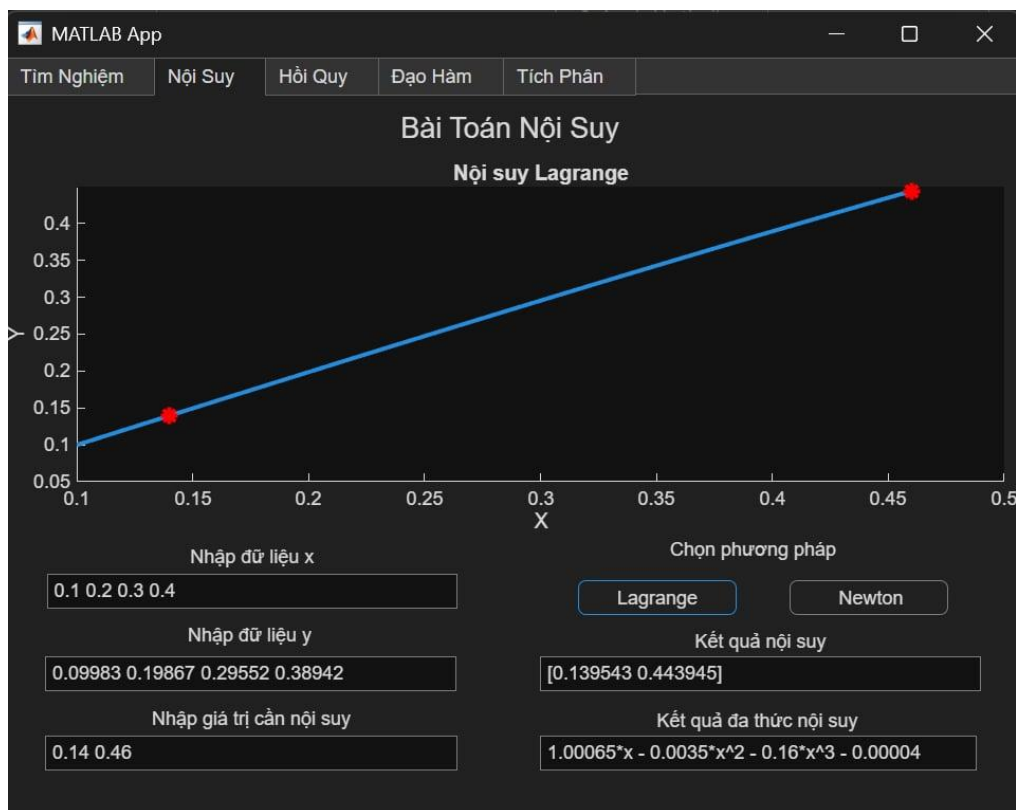 MATLAB App
Tìm Nghiệm Nội Suy Hồi Quy Đạo Hàm Tích Phân
Bài Toán Nội Suy
Nội suy Lagrange
0.4
0.35
0.3
Y
0.25
0.2
0.15
0.1
0.05
0.1 0.15 0.2 0.25 0.3 0.35 0.4 0.45 0.5
X
Nhập dữ liệu x
0.1 0.2 0.3 0.4
Nhập dữ liệu y
0.09983 0.19867 0.29552 0.38942
Nhập giá trị cần nội suy
0.14 0.46
Chọn phương pháp
Lagrange Newton
Kết quả nội suy
[0.139543 0.443945]
Kết quả đa thức nội suy
1.00065*x - 0.0035*x^2 - 0.16*x^3 - 0.00004